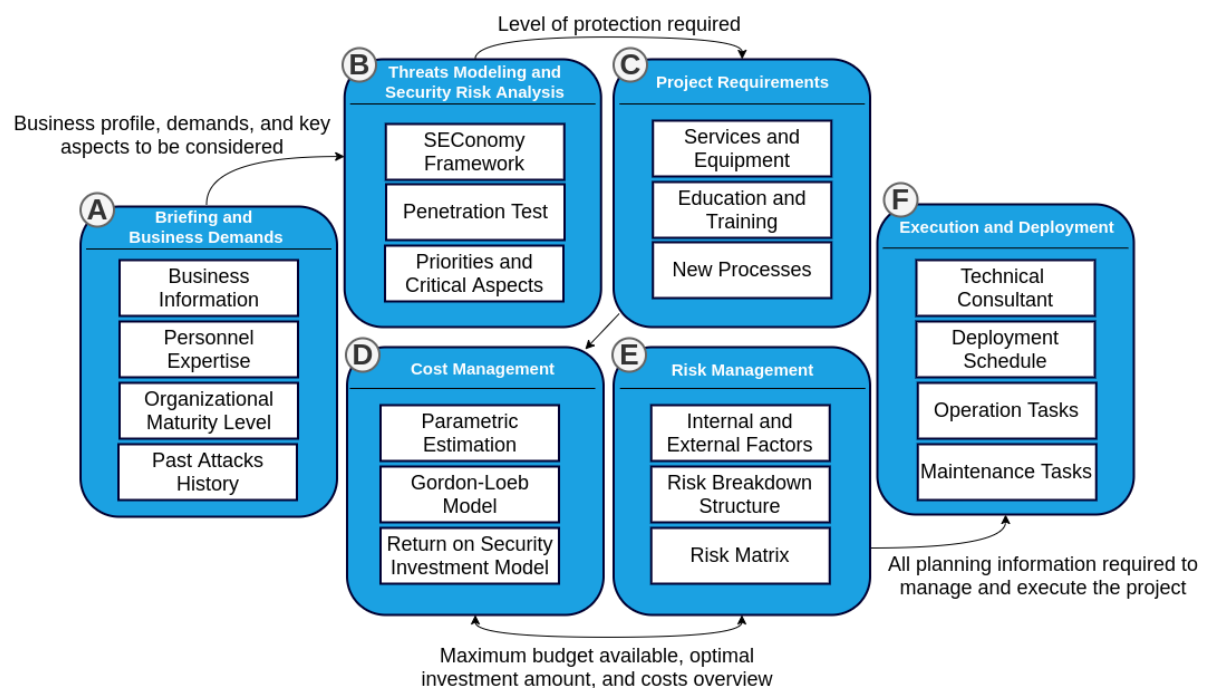 Level of protection required
Business profile, demands, and key
aspects to be considered
A
Briefing and
Business Demands
Business
Information
Personnel
Expertise
Organizational
Maturity Level
Past Attacks
History
B
Threats Modeling and
Security Risk Analysis
SEConomy
Framework
Penetration Test
Priorities and
Critical Aspects
C
Project Requirements
Services and
Equipment
Education and
Training
New Processes
D
Cost Management
Parametric
Estimation
Gordon-Loeb
Model
Return on Security
Investment Model
E
Risk Management
Internal and
External Factors
Risk Breakdown
Structure
Risk Matrix
Maximum budget available, optimal
investment amount, and costs overview
F
Execution and Deployment
Technical
Consultant
Deployment
Schedule
Operation Tasks
Maintenance Tasks
All planning information required to
manage and execute the project